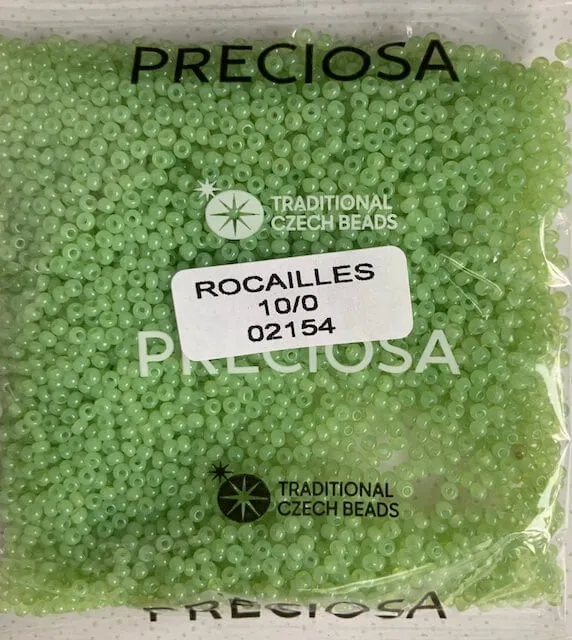 PRECIOSA
TRADITIONAL
CZECH BEADS
ROCAILLES
10/0
02154
PRECIOSA
TRADITIONAL
CZECH BEADS
PRECIOSA